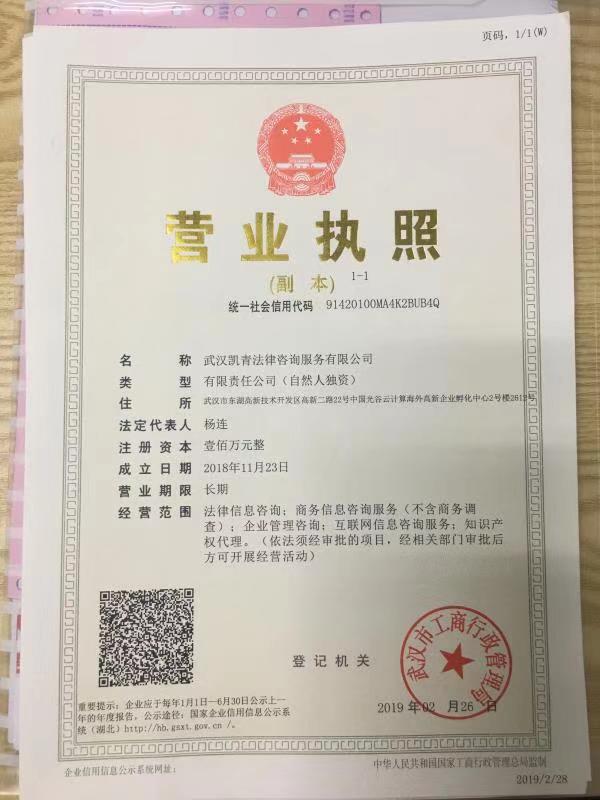 页码，1/1(W)
营业执照
(副 本) 1-1
统一社会信用代码 91420100MA4K2BUB4Q
名 称 武汉凯青法律咨询服务有限公司
类 型 有限责任公司（自然人独资）
住 所 武汉市东湖高新技术开发区高新二路22号中国光谷云计算海外高新企业孵化中心2号楼2612号
法定代表人 杨连
注册资本 壹佰万元整
成立日期 2018年11月23日
营业期限 长期
经营范围 法律信息咨询；商务信息咨询服务（不含商务调
查）；企业管理咨询；互联网信息咨询服务；知识产
权代理。（依法须经审批的项目，经相关部门审批后
方可开展经营活动）
登记机关
武汉市工商行政管理局
2019 年02 月26 日
重要提示：企业应于每年1月1日—6月30日公示上一
年的年度报告，公示途径：国家企业信用信息公示系
统（湖北）http://hb.gsxt.gov.cn /。
企业信用信息公示系统网址：
中华人民共和国国家工商行政管理总局监制
2019/2/28